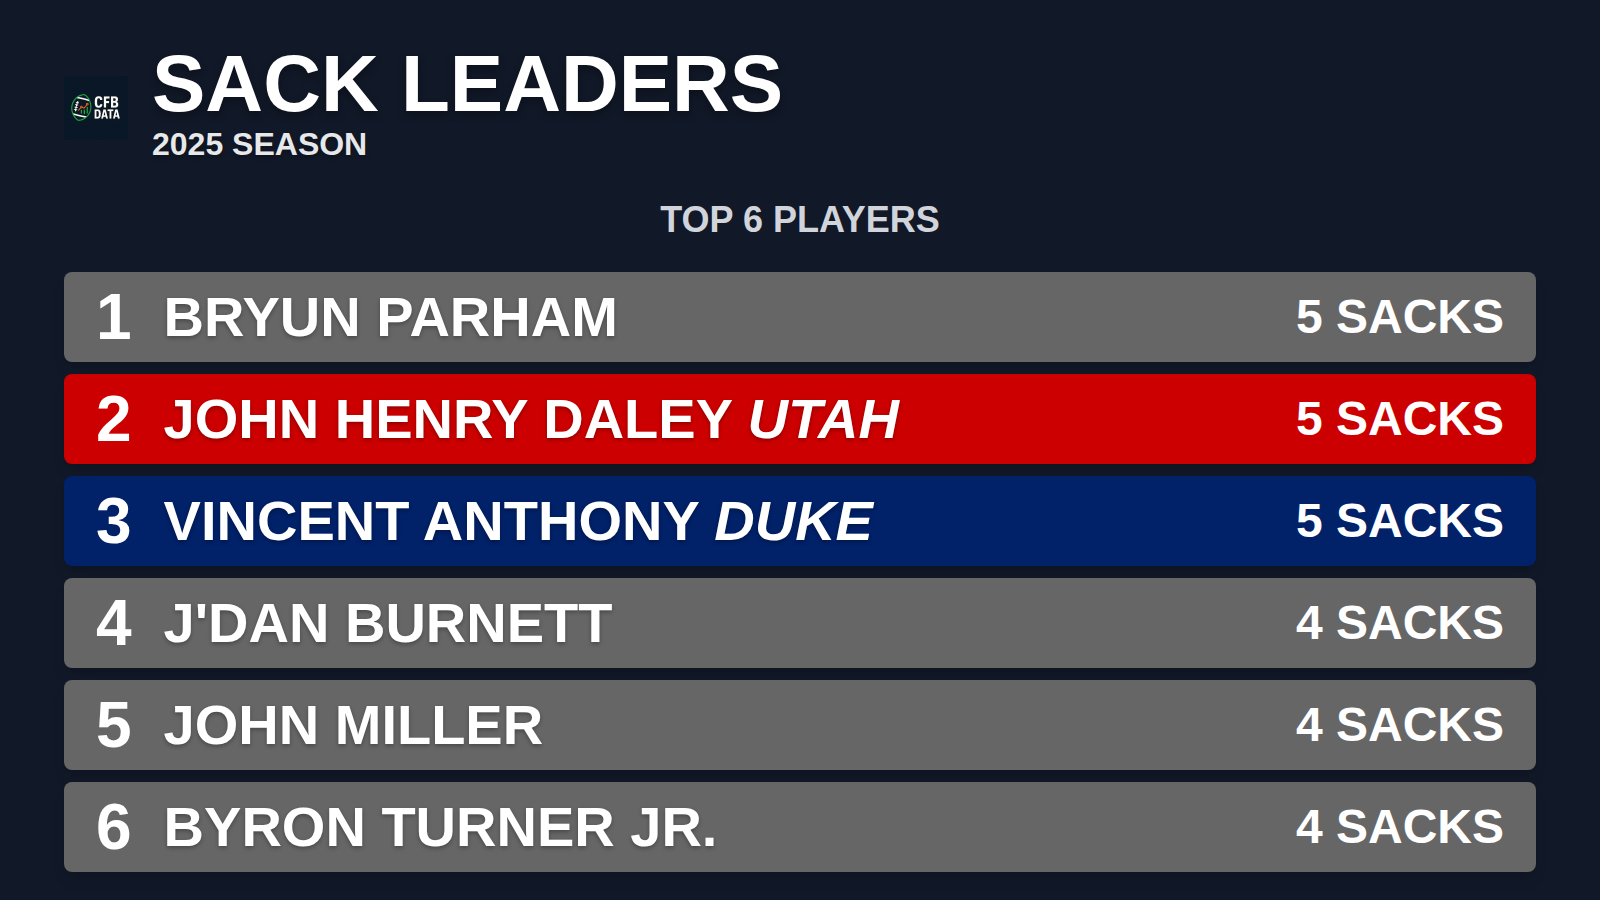 CFB
DATA
SACK LEADERS
2025 SEASON
TOP 6 PLAYERS
1 BRYUN PARHAM 5 SACKS
2 JOHN HENRY DALEY UTAH 5 SACKS
3 VINCENT ANTHONY DUKE 5 SACKS
4 J'DAN BURNETT 4 SACKS
5 JOHN MILLER 4 SACKS
6 BYRON TURNER JR. 4 SACKS